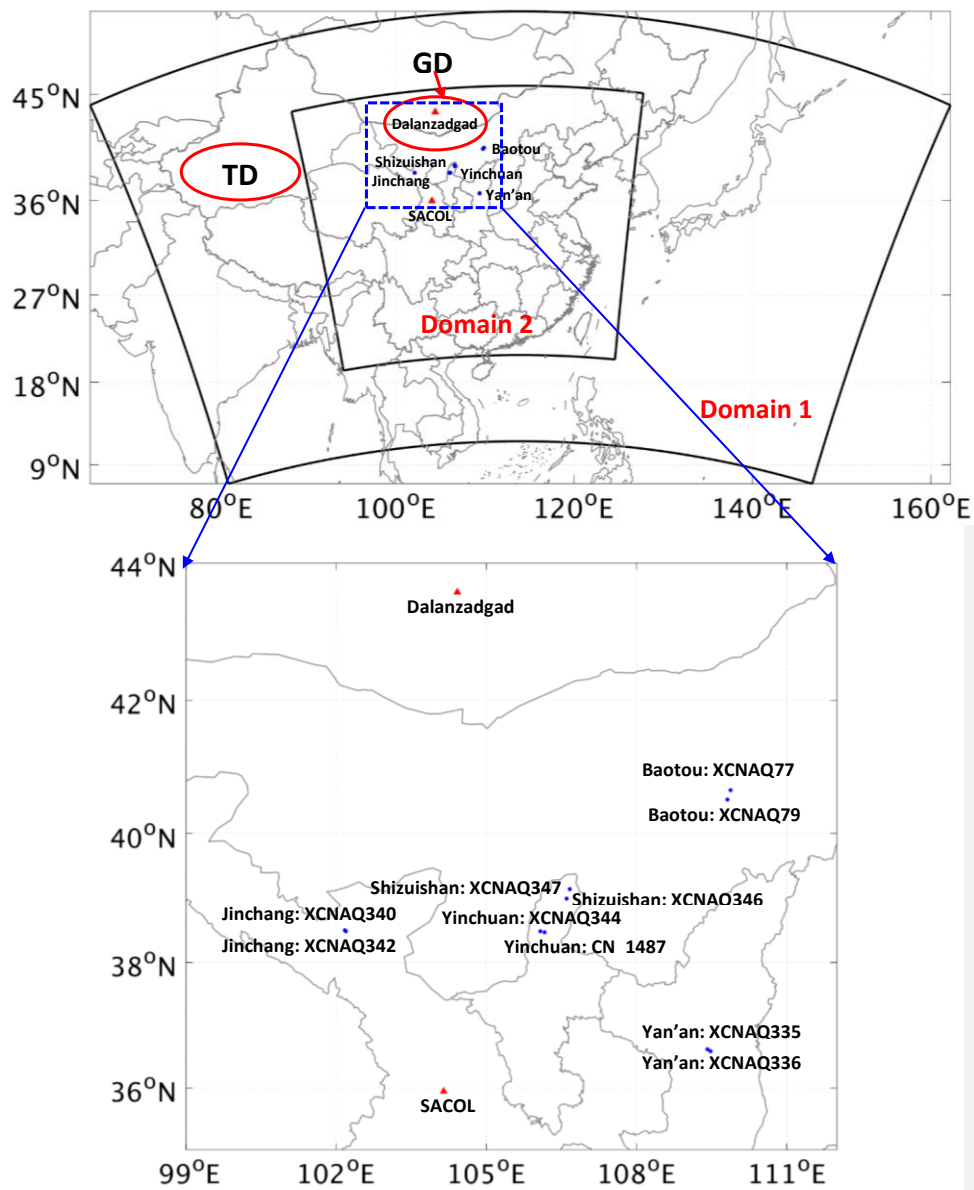 GD
45°N
Dalanzadgad
Baotou
Shizuishan
Yinchuan
TD
Jinchang
Yan'an
36°N
SACOL
27°N
Domain 2
18°N
Domain 1
9°N
80°E 100°E 120°E 140°E 160°E
44°N
Dalanzadgad
42°N
Baotou: XCNAQ77
Baotou: XCNAQ79
40°N
Shizuishan: XCNAQ347
Shizuishan: XCNAQ346
Jinchang: XCNAQ340
Yinchuan: XCNAQ344
Jinchang: XCNAQ342
Yinchuan: CN 1487
38°N
Yan'an: XCNAQ335
Yan'an: XCNAQ336
36°N
SACOL
99°E 102°E 105°E 108°E 111°E